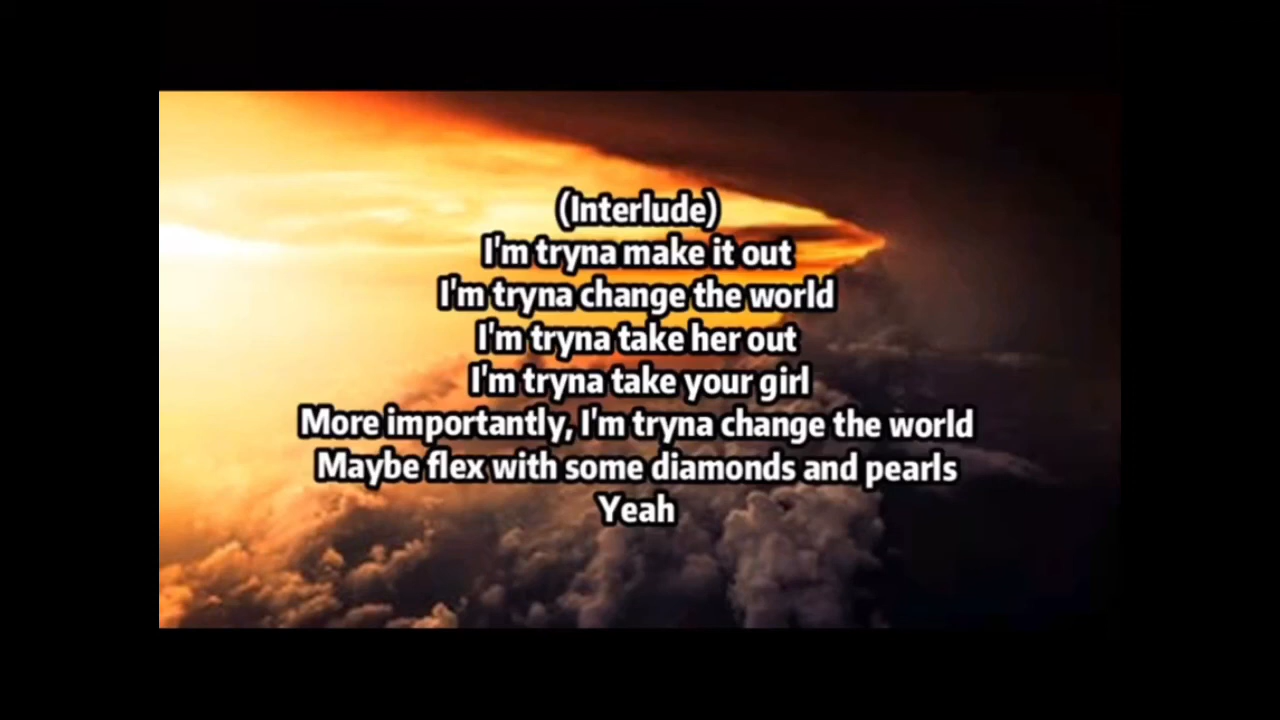 (Interlude)
I'm tryna make it out
I'm tryna change the world
I'm tryna take her out
I'm tryna take your girl
More importantly, I'm tryna change the world
Maybe flex with some diamonds and pearls
Yeah